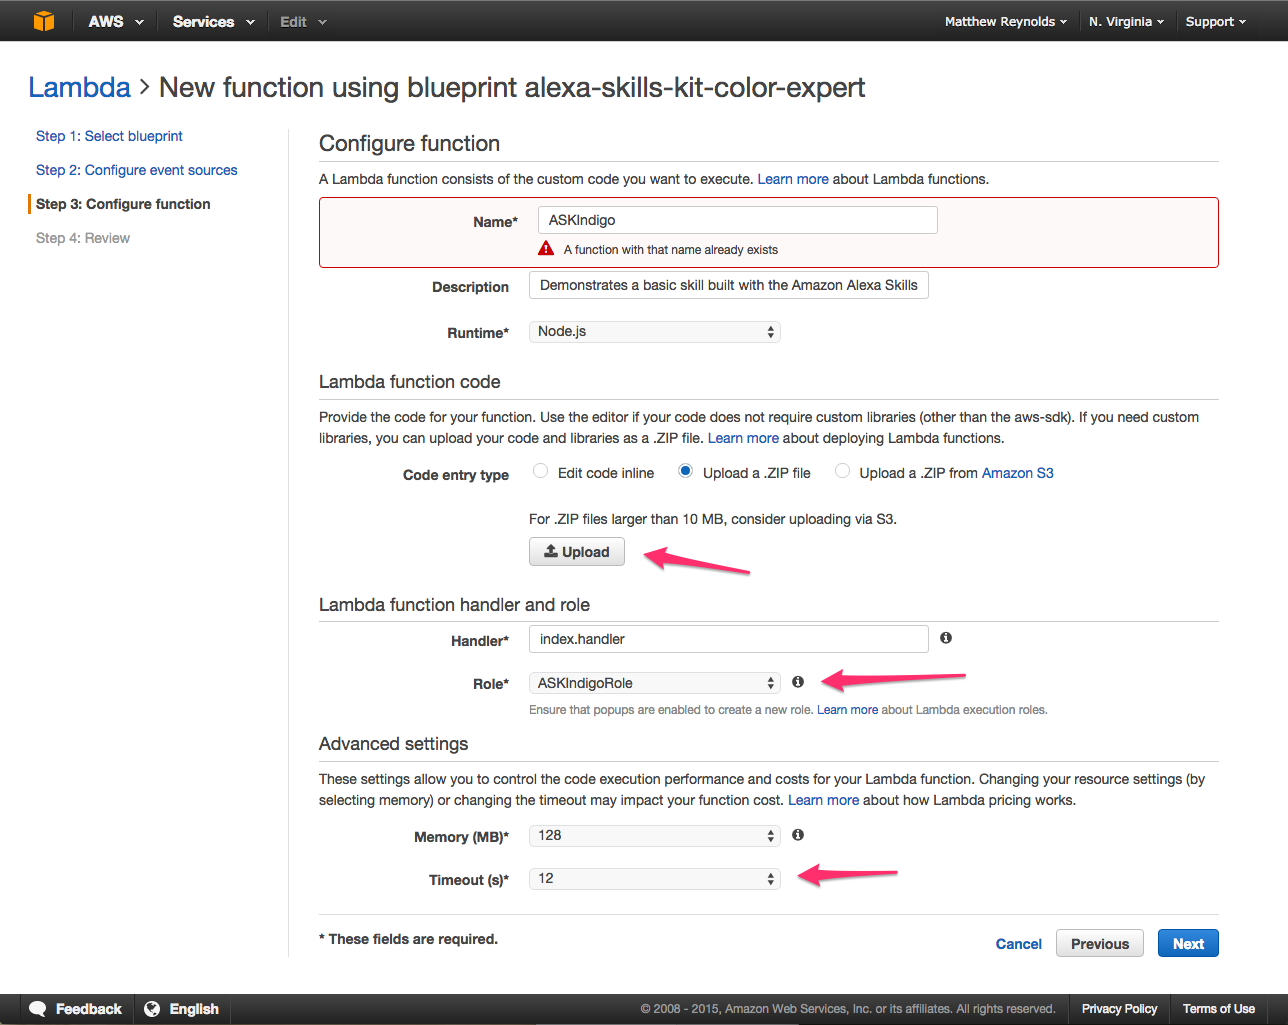 AWS Services Edit Matthew Reynolds N. Virginia Support
Lambda > New function using blueprint alexa-skills-kit-color-expert
Step 1: Select blueprint
Step 2: Configure event sources
Step 3: Configure function
Step 4: Review
Configure function
A Lambda function consists of the custom code you want to execute. Learn more about Lambda functions.
Name* ASKIndigo
A function with that name already exists
Description Demonstrates a basic skill built with the Amazon Alexa Skills
Runtime* Node.js
Lambda function code
Provide the code for your function. Use the editor if your code does not require custom libraries (other than the aws-sdk). If you need custom
libraries, you can upload your code and libraries as a .ZIP file. Learn more about deploying Lambda functions.
Code entry type Edit code inline Upload a .ZIP file Upload a .ZIP from Amazon S3
For .ZIP files larger than 10 MB, consider uploading via S3.
Upload
Lambda function handler and role
Handler* index.handler
Role* ASKIndigoRole
Ensure that popups are enabled to create a new role. Learn more about Lambda execution roles.
Advanced settings
These settings allow you to control the code execution performance and costs for your Lambda function. Changing your resource settings (by
selecting memory) or changing the timeout may impact your function cost. Learn more about how Lambda pricing works.
Memory (MB)* 128
Timeout (s)* 12
* These fields are required.
Cancel Previous Next
Feedback English © 2008 - 2015, Amazon Web Services, Inc. or its affiliates. All rights reserved. Privacy Policy Terms of Use